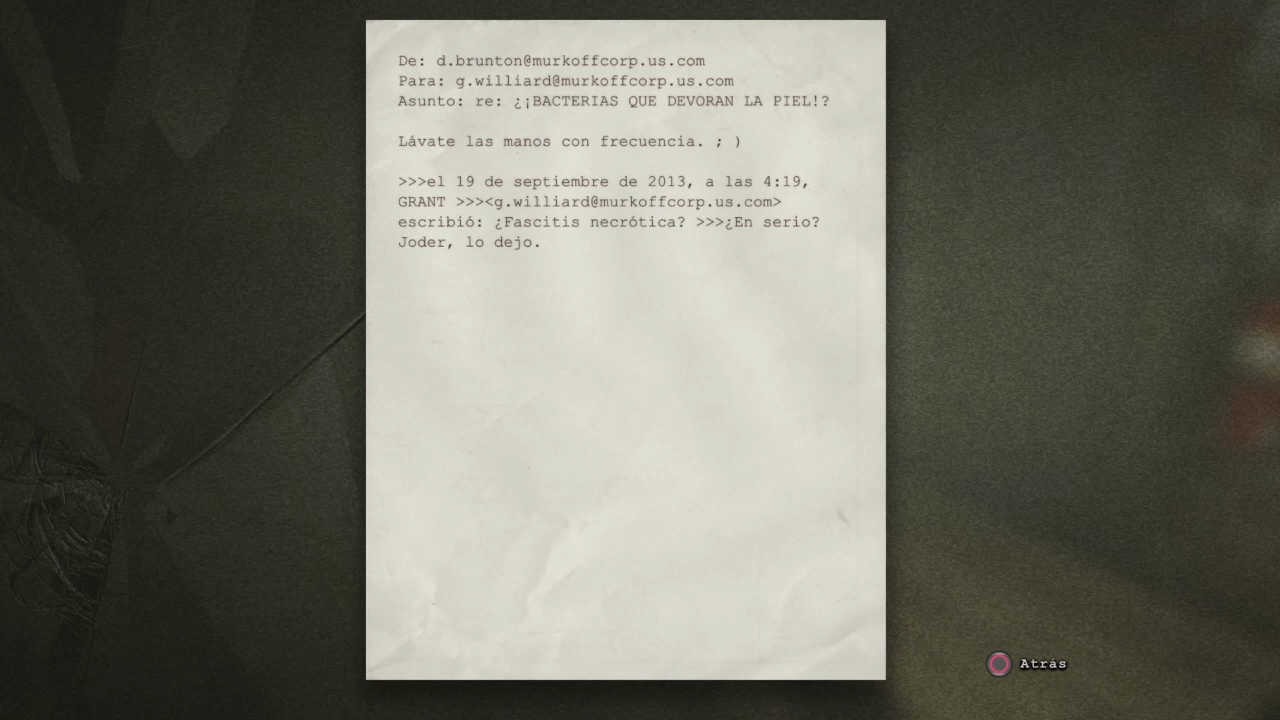 De: d.brunton@murkoffcorp.us.com
Para: g.williard@murkoffcorp.us.com
Asunto: re: ¿¡BACTERIAS QUE DEVORAN LA PIEL!?
Lávate las manos con frecuencia. ; )
>>>el 19 de septiembre de 2013, a las 4:19,
GRANT >>><g.williard@murkoffcorp.us.com>
escribió: ¿Fascitis necrótica? >>>¿En serio?
Joder, lo dejo.
Atrás